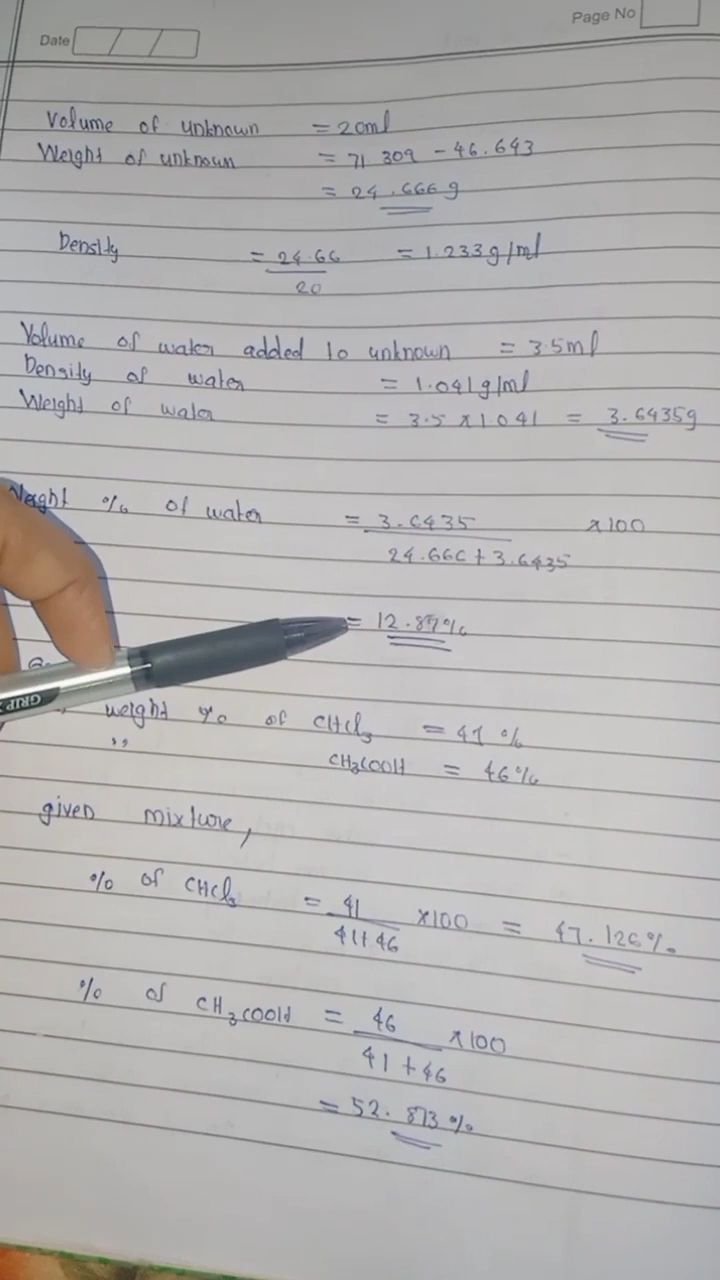 Page No
Date
Volume of unknown = 20ml
Weight of unknown = 71 309 - 46.643
= 24.666 g
Density = 24.66 / 20 = 1.233 g/ml
Volume of water added to unknown = 3.5ml
Density of water = 1.041 g/ml
Weight of water = 3.5 x 1.041 = 3.6435g
Weight % of water = 3.6435 / 24.666 + 3.6435 x100
= 12.87%
weight % of CHCl3 = 41 %
,, CH3COOH = 46%
given mixture,
% of CHCl3 = 41 / 41+46 x100 = 47.126%
% of CH3COOH = 46 / 41+46 x100
= 52.873 %
GRIP